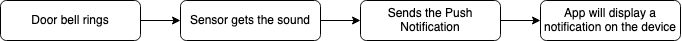 Door bell rings
Sensor gets the sound
Sends the Push
Notification
App will display a
notification on the device